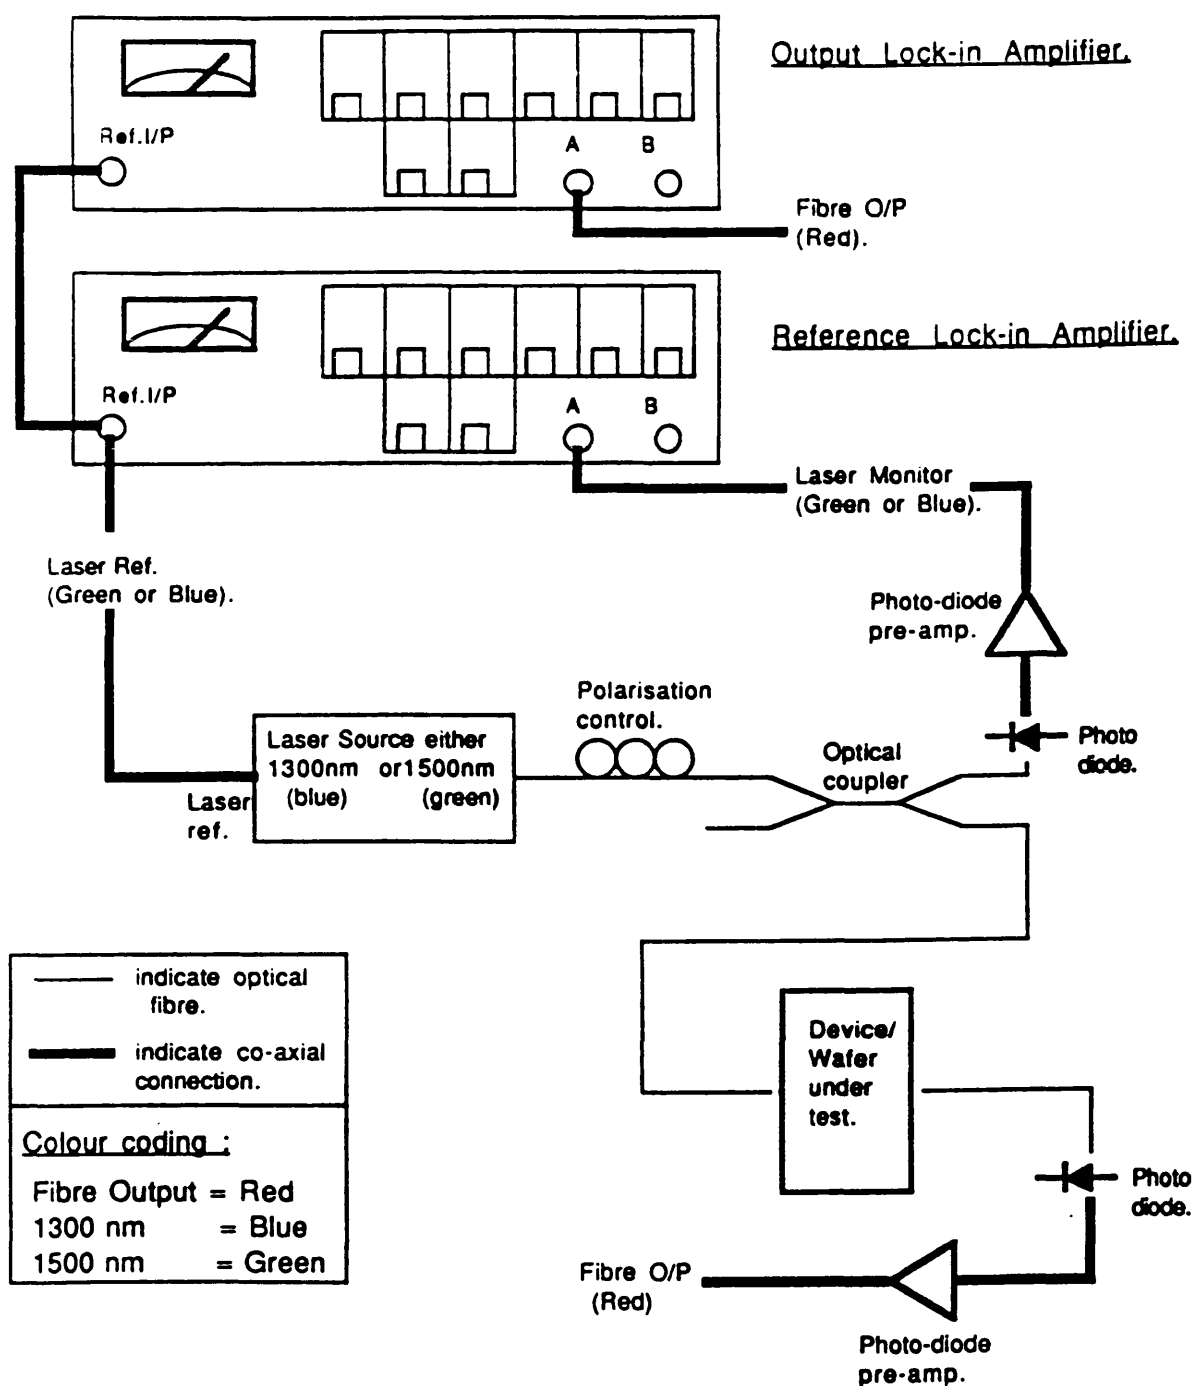 Output Lock-in Amplifier.
Ref.I/P
A
B
Fibre O/P
(Red).
Reference Lock-in Amplifier.
Ref.I/P
A
B
Laser Monitor
(Green or Blue).
Laser Ref.
(Green or Blue).
Photo-diode
pre-amp.
Polarisation
control.
Photo
diode.
Optical
coupler
Laser Source either
1300nm or1500nm
(blue) (green)
Laser
ref.
indicate optical
fibre.
indicate co-axial
connection.
Colour coding :
Fibre Output = Red
1300 nm = Blue
1500 nm = Green
Device/
Wafer
under
test.
Photo
diode.
Fibre O/P
(Red)
Photo-diode
pre-amp.